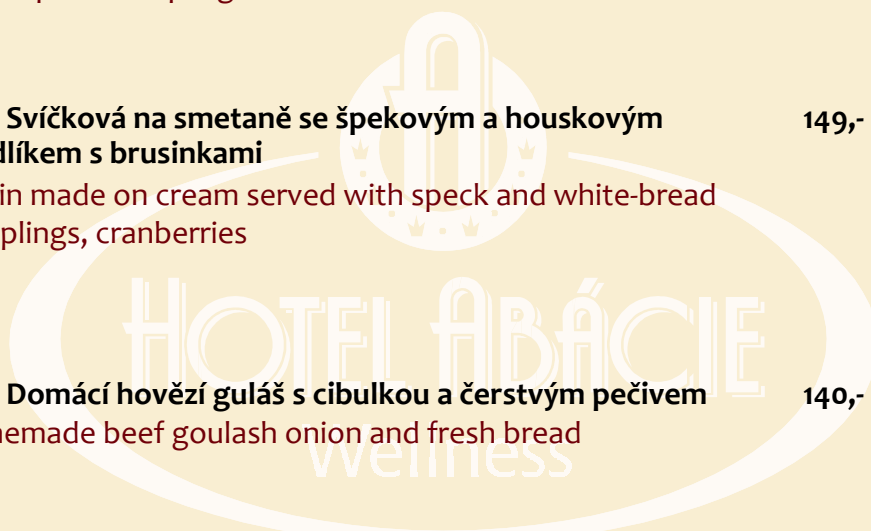 Svíčková na smetaně se špekovým a houskovým 149,-
dlíkem s brusinkami
in made on cream served with speck and white-bread
plings, cranberries
HOTEL ABÁCIE
Domácí hovězí guláš s cibulkou a čerstvým pečivem 140,-
nemade beef goulash onion and fresh bread
Wellness